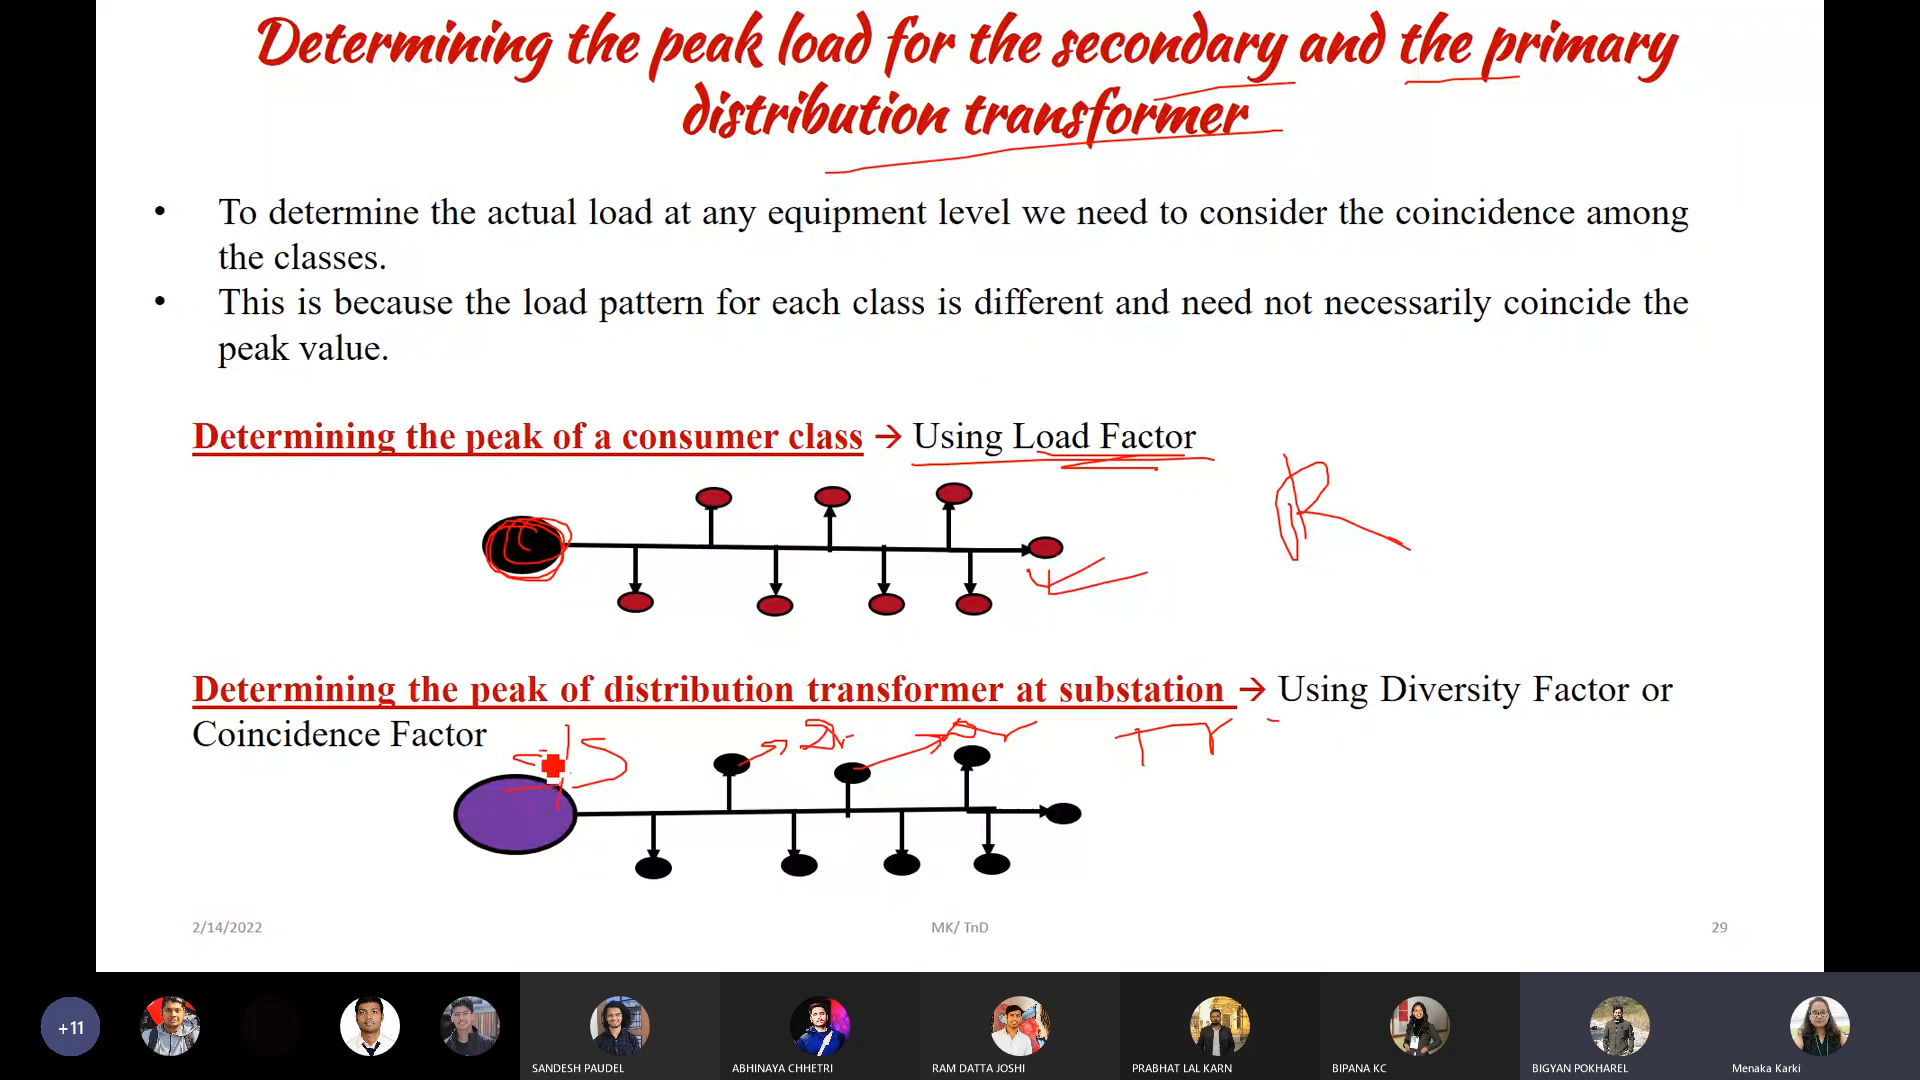 Determining the peak load for the secondary and the primary
distribution transformer
• To determine the actual load at any equipment level we need to consider the coincidence among
the classes.
• This is because the load pattern for each class is different and need not necessarily coincide the
peak value.
Determining the peak of a consumer class → Using Load Factor
R
Determining the peak of distribution transformer at substation → Using Diversity Factor or
Coincidence Factor
2/14/2022
MK/ TnD
29
+11
SANDESH PAUDEL
ABHINAYA CHHETRI
RAM DATTA JOSHI
PRABHAT LAL KARN
BIPANA KC
BIGYAN POKHAREL
Menaka Karki